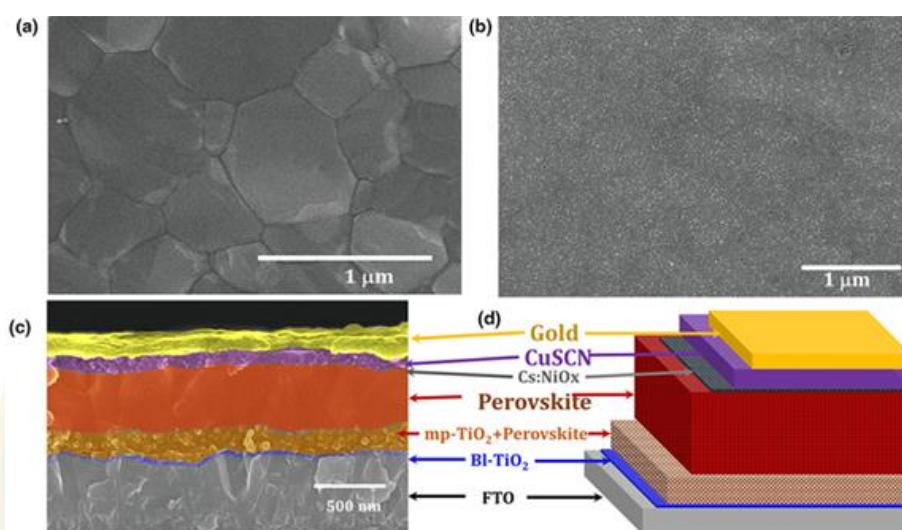 (a)
(b)
1 µm
1 µm
(c)
(d)
Gold
CuSCN
Cs:NiOx
Perovskite
mp-TiO₂+Perovskite
Bl-TiO₂
500 nm
FTO